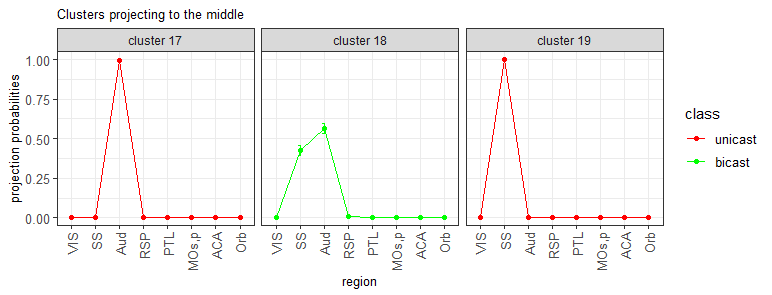 Clusters projecting to the middle
cluster 17
cluster 18
cluster 19
projection probabilities
1.00
0.75
0.50
0.25
0.00
VIS
SS
Aud
RSP
PTL
MOs,p
ACA
Orb
VIS
SS
Aud
RSP
PTL
MOs,p
ACA
Orb
VIS
SS
Aud
RSP
PTL
MOs,p
ACA
Orb
region
class
unicast
bicast